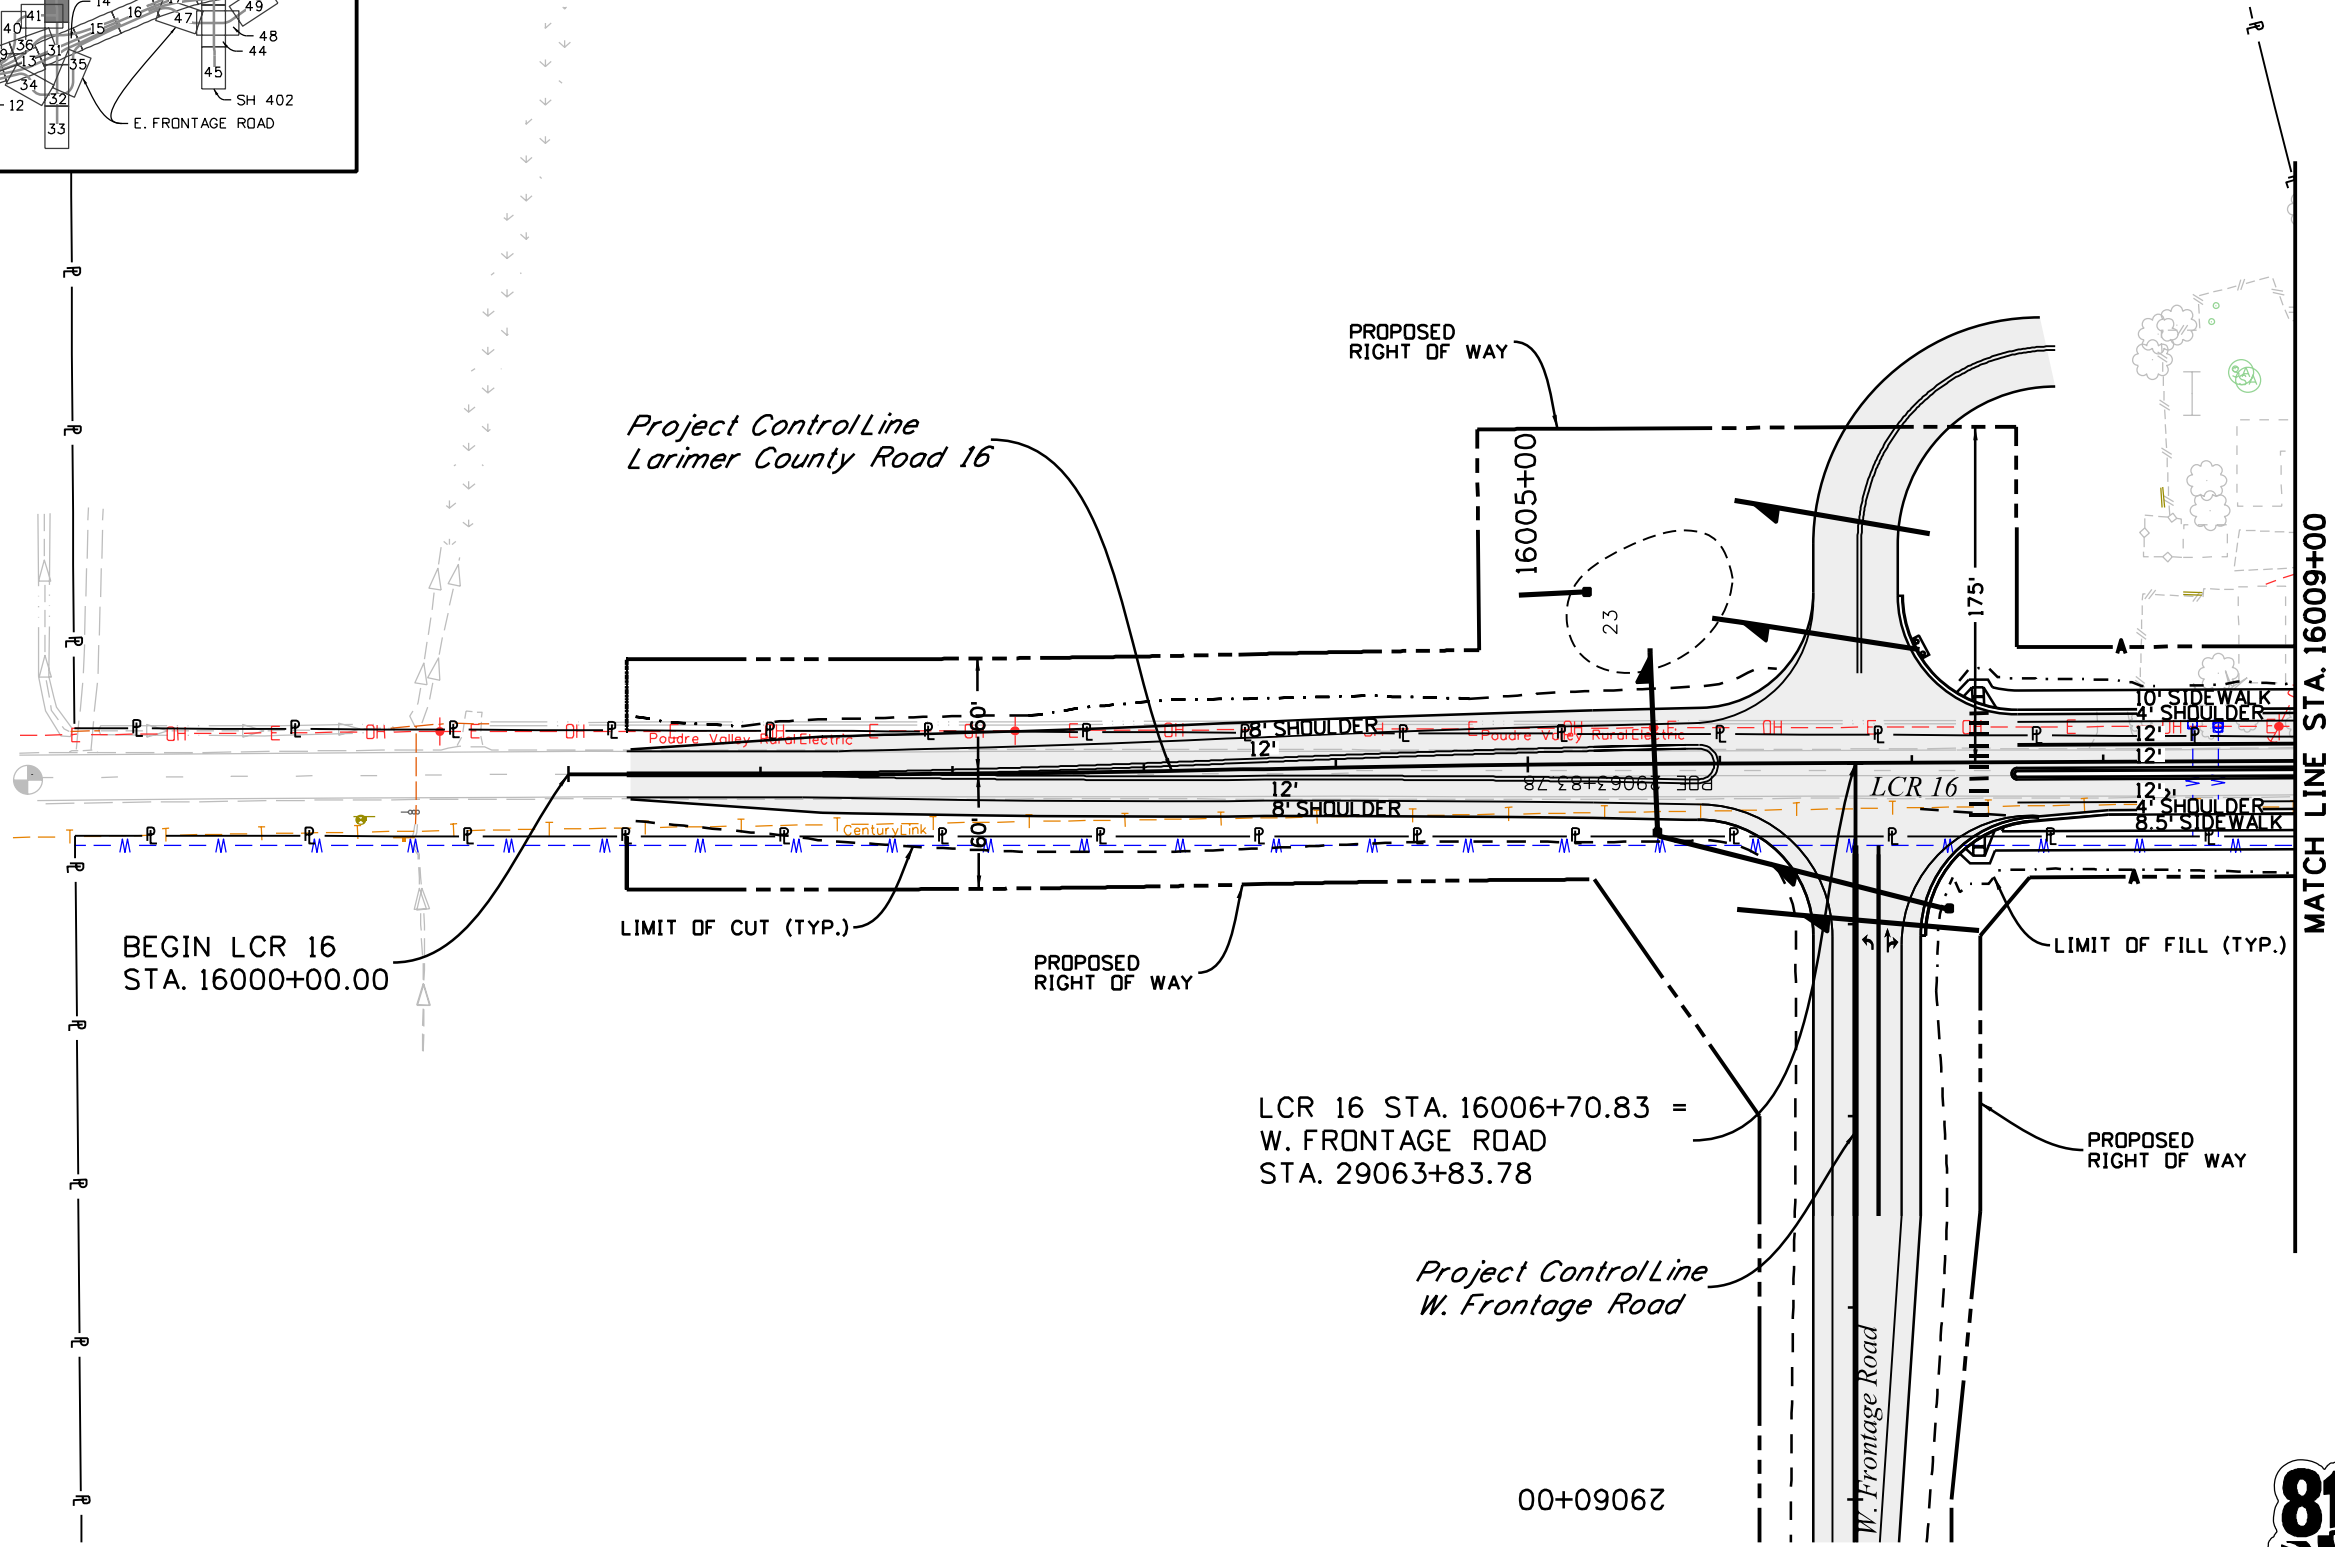 41
14
16
47
49
40
15
48
36
31
44
13
35
34
45
32
12
SH 402
33
E. FRONTAGE ROAD
PROPOSED
RIGHT OF WAY
Project Control Line
Larimer County Road 16
16005+00
175'
23
60'
60'
10' SIDEWALK
4' SHOULDER
12'
12'
12'
4' SHOULDER
8.5' SIDEWALK
8' SHOULDER
12'
12'
8' SHOULDER
Poudre Valley Rural Electric
Poudre Valley Rural Electric
CenturyLink
POE 29063+83.78
LCR 16
MATCH LINE STA. 16009+00
BEGIN LCR 16
STA. 16000+00.00
LIMIT OF CUT (TYP.)
PROPOSED
RIGHT OF WAY
LIMIT OF FILL (TYP.)
LCR 16 STA. 16006+70.83 =
W. FRONTAGE ROAD
STA. 29063+83.78
PROPOSED
RIGHT OF WAY
Project Control Line
W. Frontage Road
W. Frontage Road
29060+00